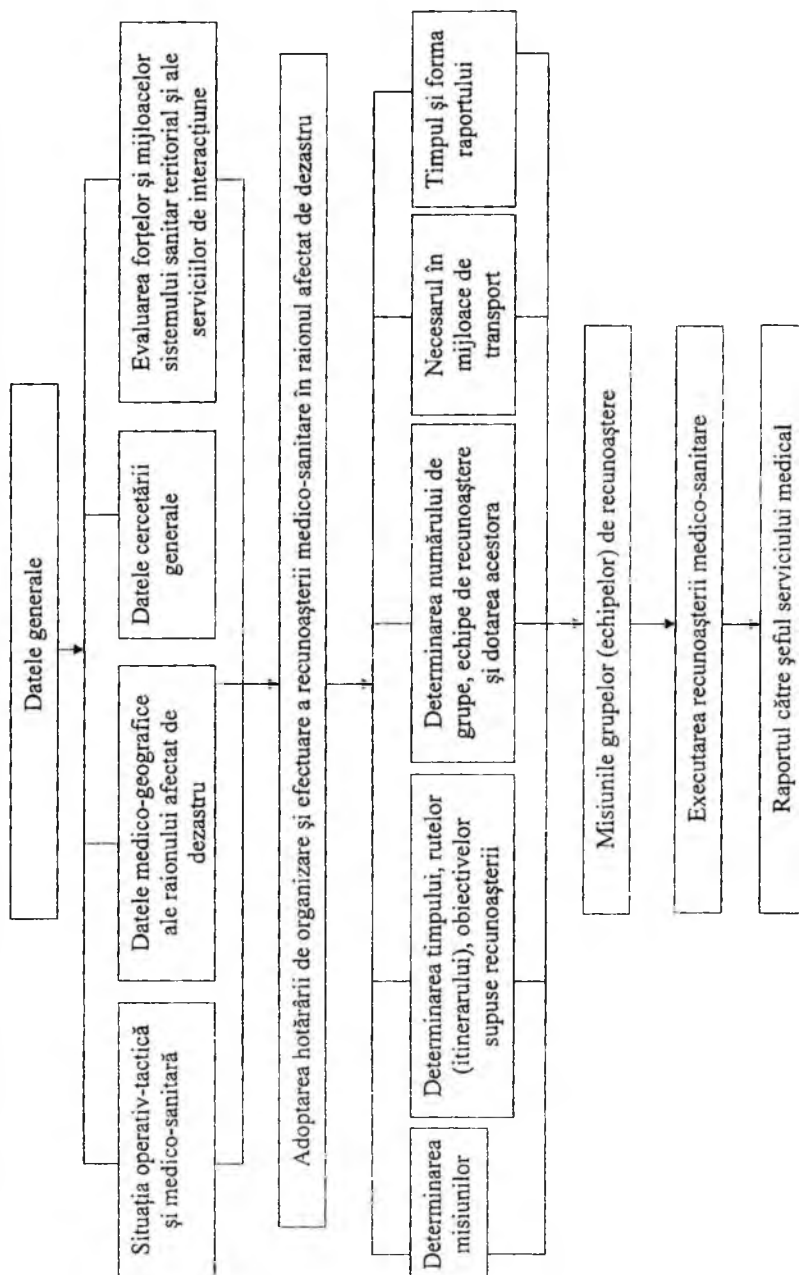 Datele generale
Situația operativ-tactică
și medico-sanitară
Datele medico-geografice
ale raionului afectat de
dezastru
Datele cercetării
generale
Evaluarea forțelor și mijloacelor
sistemului sanitar teritorial și ale
serviciilor de interacțiune
Adoptarea hotărârii de organizare și efectuare a recunoașterii medico-sanitare în raionul afectat de dezastru
Determinarea
misiunilor
Determinarea timpului, rutelor
(itinerarului), obiectivelor
supuse recunoașterii
Determinarea numărului de
grupe, echipe de recunoaștere
și dotarea acestora
Necesarul în
mijloace de
transport
Timpul și forma
raportului
Misiunile grupelor (echipelor) de recunoaștere
Executarea recunoașterii medico-sanitare
Raportul către șeful serviciului medical